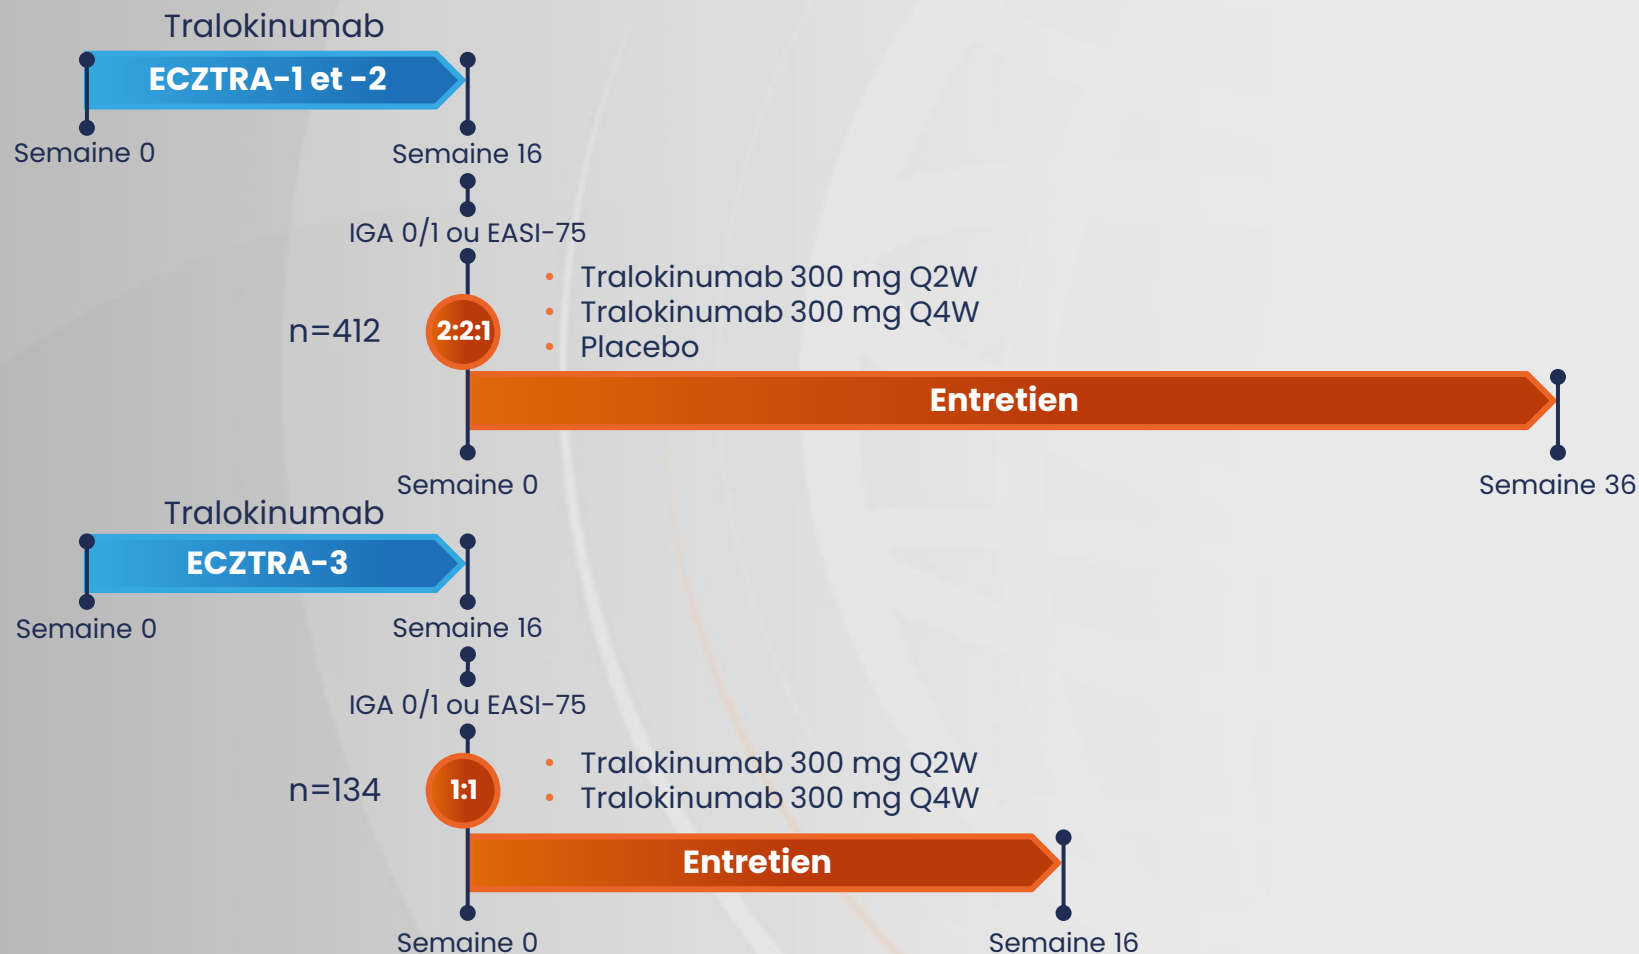 Tralokinumab
ECZTRA-1 et -2
Semaine 0
Semaine 16
IGA 0/1 ou EASI-75
n=412
2:2:1
• Tralokinumab 300 mg Q2W
• Tralokinumab 300 mg Q4W
• Placebo
Entretien
Semaine 0
Semaine 36
Tralokinumab
ECZTRA-3
Semaine 0
Semaine 16
IGA 0/1 ou EASI-75
n=134
1:1
• Tralokinumab 300 mg Q2W
• Tralokinumab 300 mg Q4W
Entretien
Semaine 0
Semaine 16